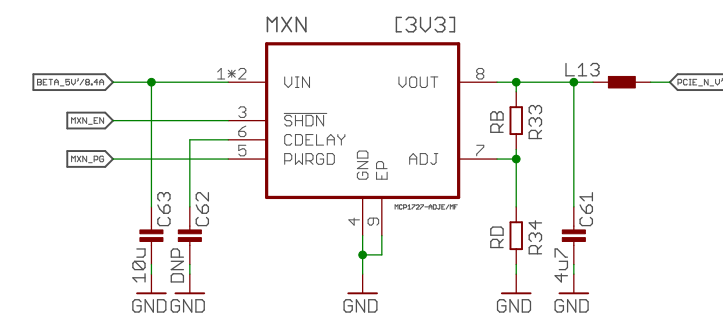 MXN [3V3]
BETA_5V'/8.4A 1*2 VIN VOUT 8 L13 PCIE_N_V'
MXN_EN 3 SHDN RB R33
6 CDELAY
MXN_PG 5 PWRGD GND EP ADJ 7
MCP1727-ADJE/MF
4 9
10u C63 DNP C62 RD R34 4u7 C61
GND GND GND GND GND